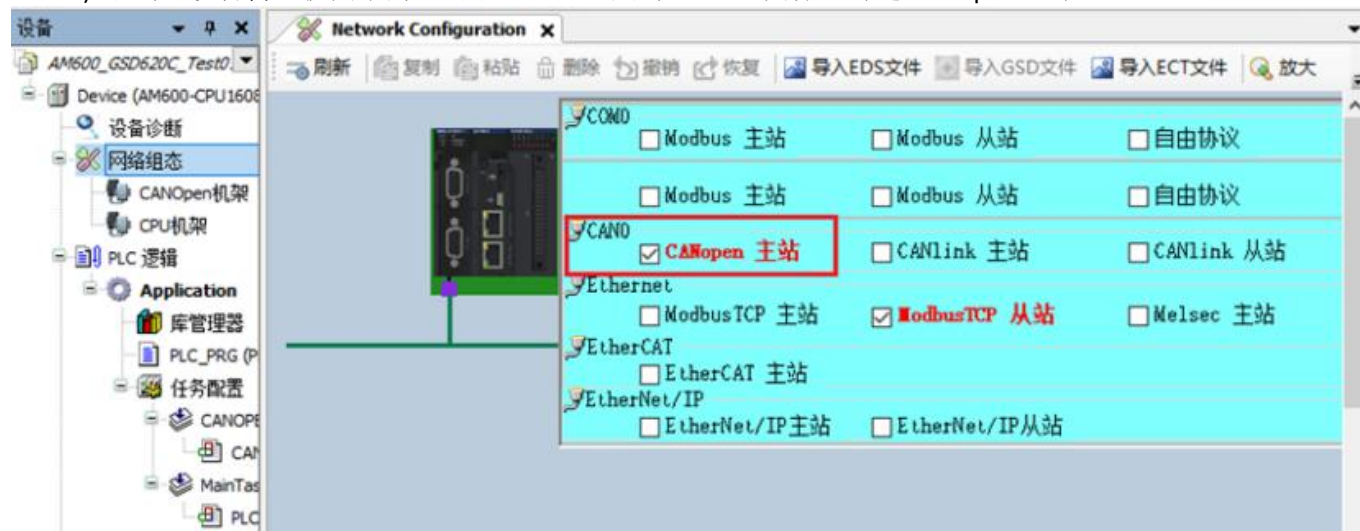 设备
Network Configuration
AM600_GSD620C_Test0
刷新 复制 粘贴 删除 撤销 恢复 导入EDS文件 导入GSD文件 导入ECT文件 放大
Device (AM600-CPU1608
设备诊断
网络组态
CANOpen机架
CPU机架
PLC 逻辑
Application
库管理器
PLC_PRG (P
任务配置
CANOPE
CAN
MainTas
PLC
COM0
Modbus 主站 Modbus 从站 自由协议
Modbus 主站 Modbus 从站 自由协议
CAN0
CANopen 主站 CANlink 主站 CANlink 从站
Ethernet
ModbusTCP 主站 ModbusTCP 从站 Melsec 主站
EtherCAT
EtherCAT 主站
EtherNet/IP
EtherNet/IP主站 EtherNet/IP从站